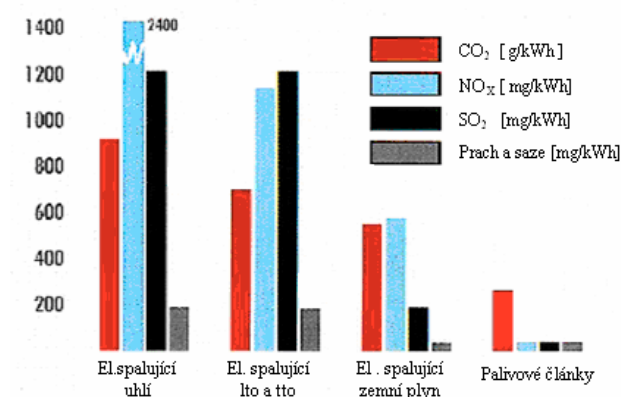 1400
1200
1000
800
600
400
200
2400
CO₂ [g/kWh]
NOX [mg/kWh]
SO₂ [mg/kWh]
Prach a saze [mg/kWh]
El.spalující
uhlí
El. spalující
lto a tto
El. spalující
zemní plyn
Palivové články